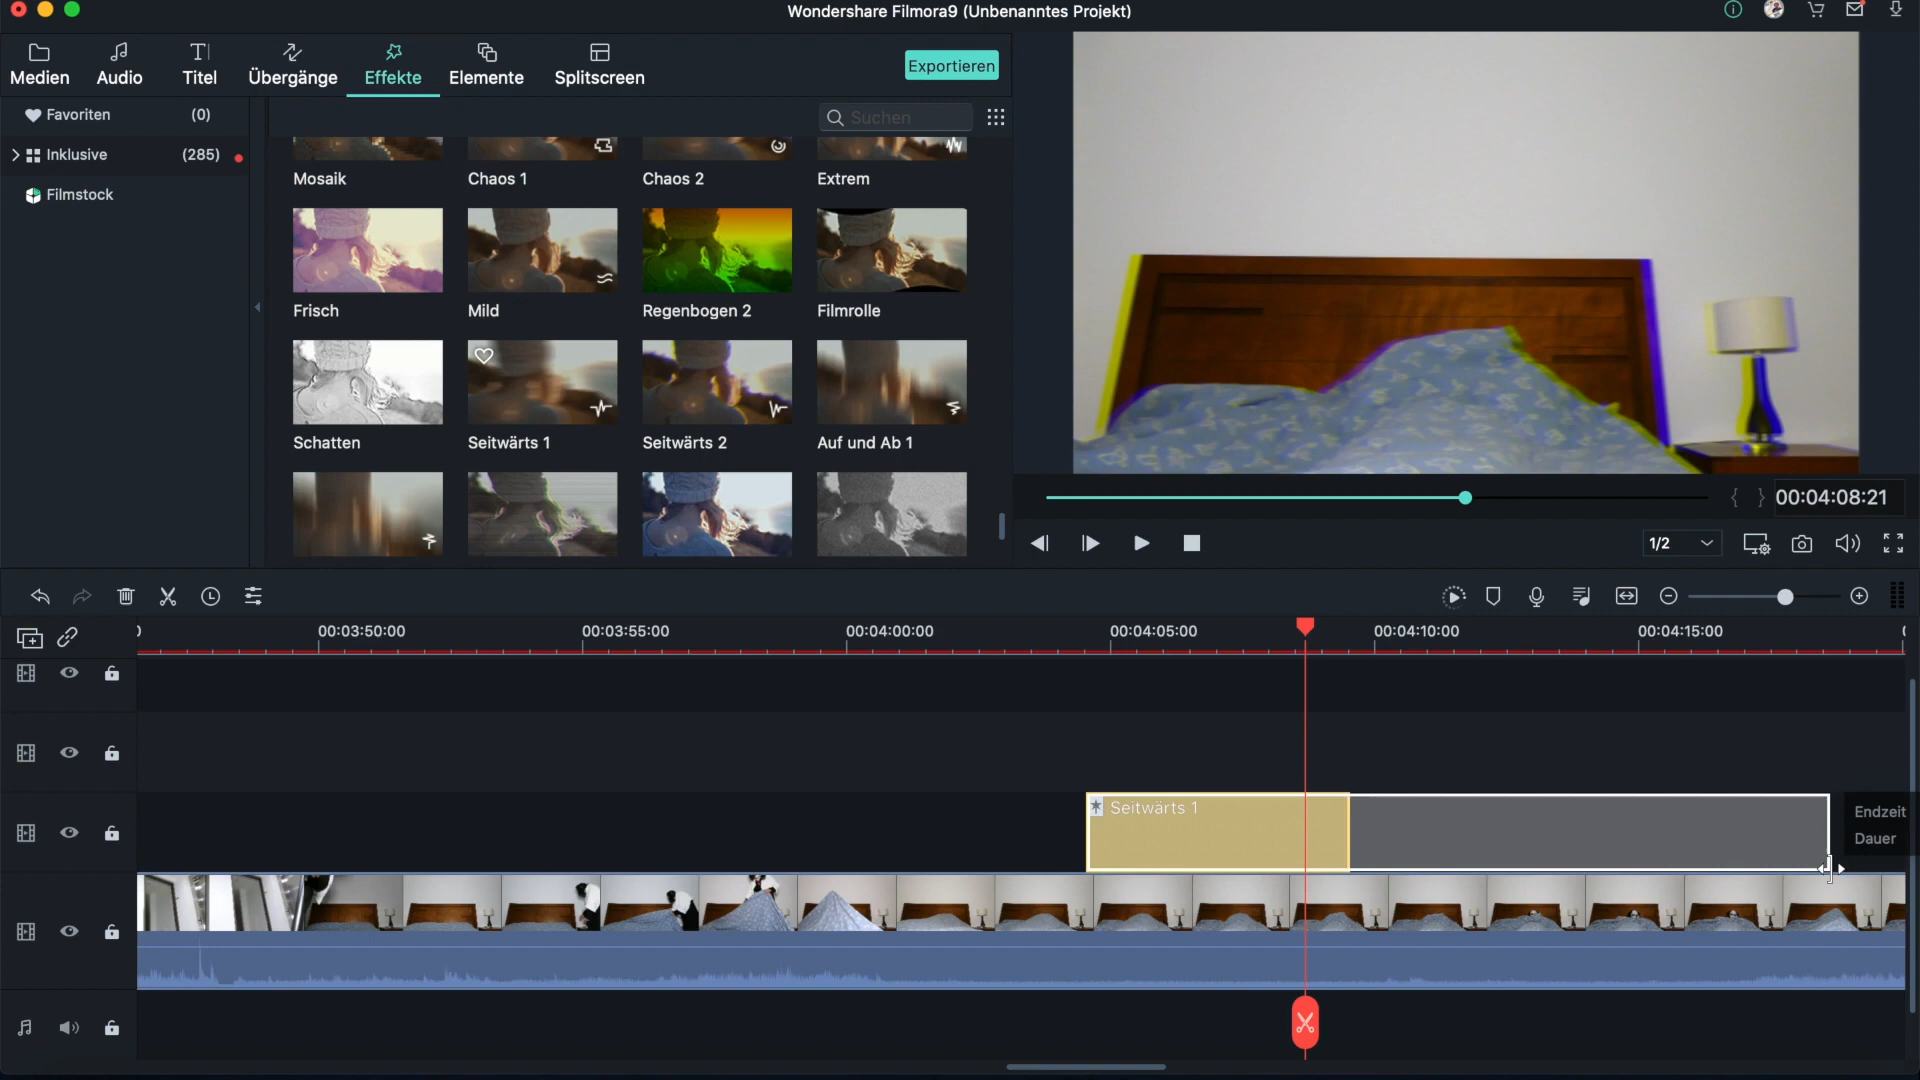 Wondershare Filmora9 (Unbenanntes Projekt)
Medien
Audio
Titel
Übergänge
Effekte
Elemente
Splitscreen
Exportieren
Favoriten (0)
Inklusive (285)
Filmstock
Suchen
Mosaik
Chaos 1
Chaos 2
Extrem
Frisch
Mild
Regenbogen 2
Filmrolle
Schatten
Seitwärts 1
Seitwärts 2
Auf und Ab 1
00:04:08:21
1/2
00:03:50:00
00:03:55:00
00:04:00:00
00:04:05:00
00:04:10:00
00:04:15:00
Seitwärts 1
Endzeit
Dauer